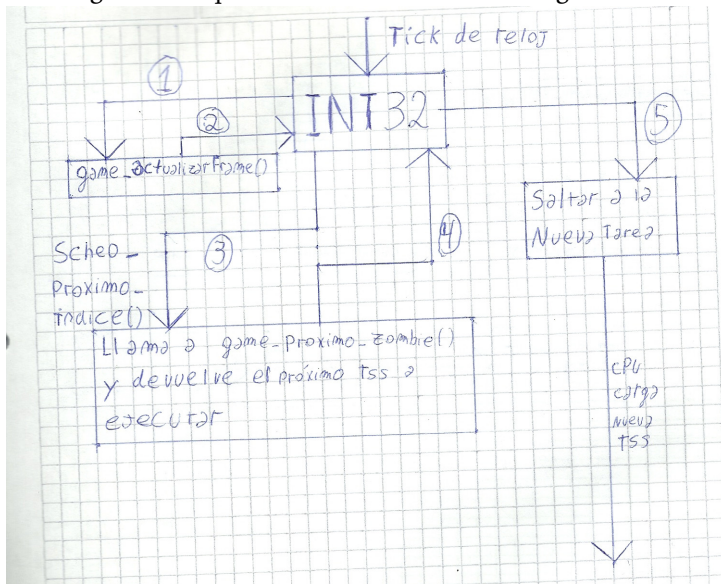 Tick de reloj
1
INT32
2
5
game_actualizarFrame()
Saltar a la
Nueva Tarea.
Sched_
Proximo_
indice()
3
4
Llama a game_Proximo_zombie()
y devuelve el próximo tss a
ejecutar
CPU
carga
nueva
TSS